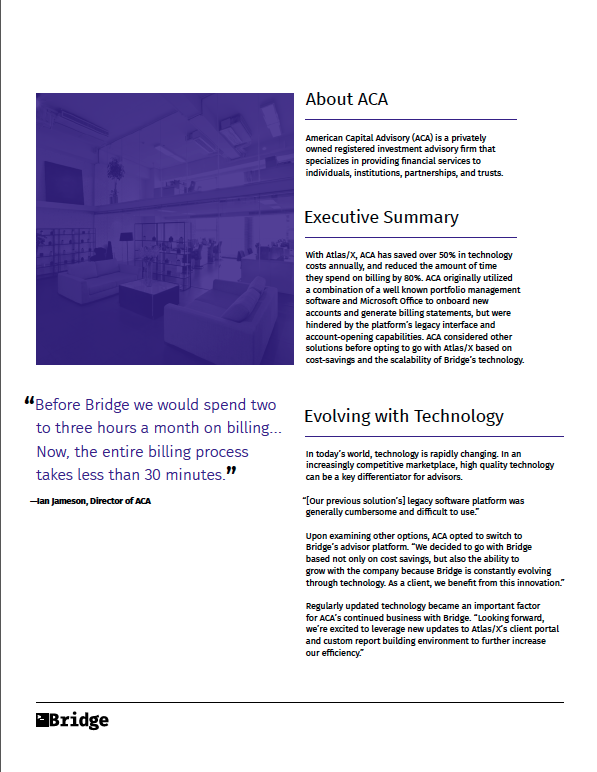 About ACA
American Capital Advisory (ACA) is a privately
owned registered investment advisory firm that
specializes in providing financial services to
individuals, institutions, partnerships, and trusts.
Executive Summary
With Atlas/X, ACA has saved over 50% in technology
costs annually, and reduced the amount of time
they spend on billing by 80%. ACA originally utilized
a combination of a well known portfolio management
software and Microsoft Office to onboard new
accounts and generate billing statements, but were
hindered by the platform's legacy interface and
account-opening capabilities. ACA considered other
solutions before opting to go with Atlas/X based on
cost-savings and the scalability of Bridge's technology.
“Before Bridge we would spend two
to three hours a month on billing...
Now, the entire billing process
takes less than 30 minutes.”
—Ian Jameson, Director of ACA
Evolving with Technology
In today's world, technology is rapidly changing. In an
increasingly competitive marketplace, high quality technology
can be a key differentiator for advisors.
“[Our previous solution's] legacy software platform was
generally cumbersome and difficult to use.”
Upon examining other options, ACA opted to switch to
Bridge's advisor platform. “We decided to go with Bridge
based not only on cost savings, but also the ability to
grow with the company because Bridge is constantly evolving
through technology. As a client, we benefit from this innovation.”
Regularly updated technology became an important factor
for ACA's continued business with Bridge. “Looking forward,
we're excited to leverage new updates to Atlas/X's client portal
and custom report building environment to further increase
our efficiency.”
Bridge